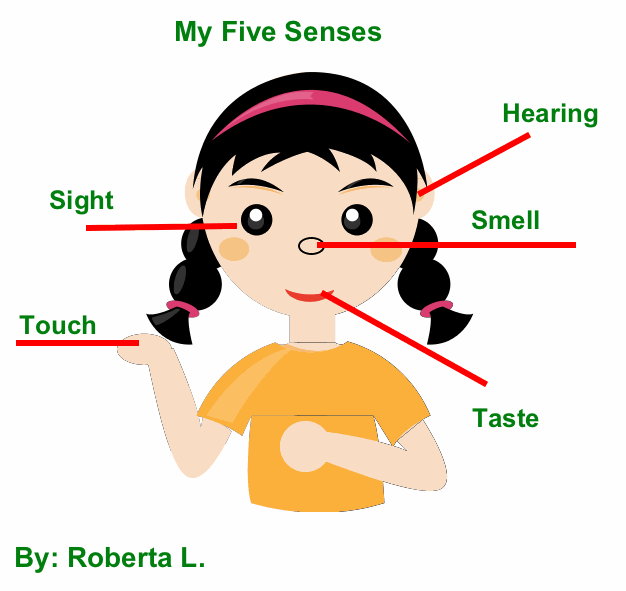 My Five Senses
Hearing
Sight
Smell
Touch
Taste
By: Roberta L.